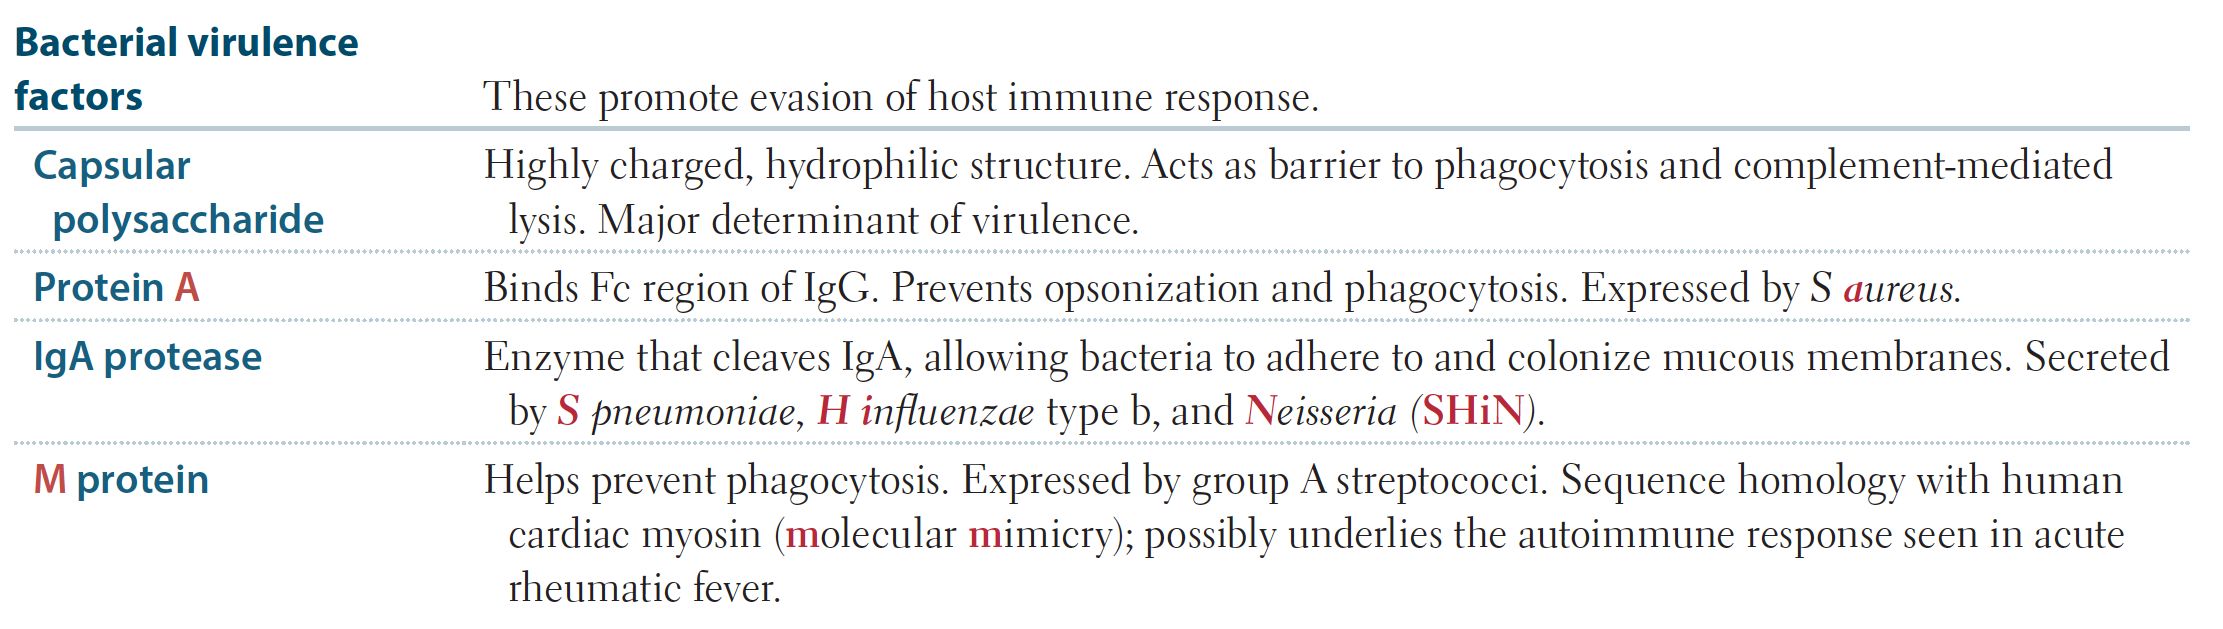 Bacterial virulence
factors
These promote evasion of host immune response.
Capsular
polysaccharide
Highly charged, hydrophilic structure. Acts as barrier to phagocytosis and complement-mediated
lysis. Major determinant of virulence.
Protein A
Binds Fc region of IgG. Prevents opsonization and phagocytosis. Expressed by S aureus.
IgA protease
Enzyme that cleaves IgA, allowing bacteria to adhere to and colonize mucous membranes. Secreted
by S pneumoniae, H influenzae type b, and Neisseria (SHiN).
M protein
Helps prevent phagocytosis. Expressed by group A streptococci. Sequence homology with human
cardiac myosin (molecular mimicry); possibly underlies the autoimmune response seen in acute
rheumatic fever.